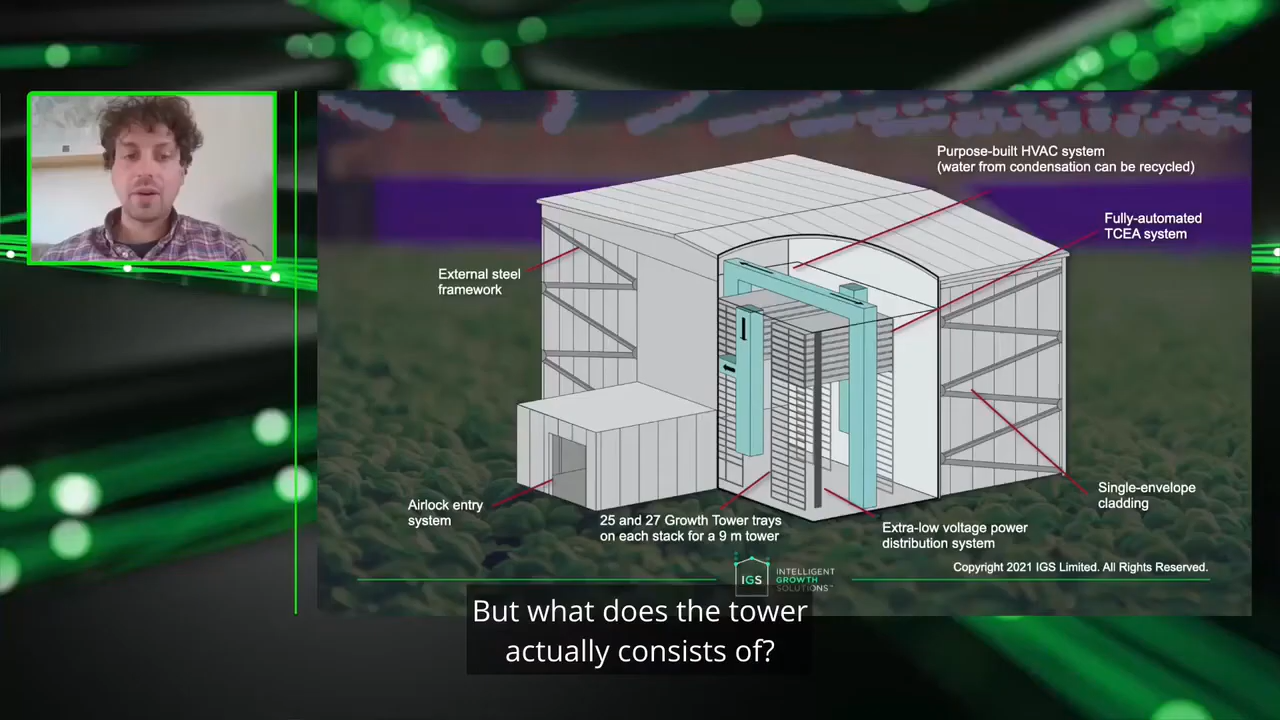 Purpose-built HVAC system
(water from condensation can be recycled)
Fully-automated
TCEA system
External steel
framework
Single-envelope
cladding
Airlock entry
system
25 and 27 Growth Tower trays
on each stack for a 9 m tower
Extra-low voltage power
distribution system
Copyright 2021 IGS Limited. All Rights Reserved.
IGS
INTELLIGENT
GROWTH
SOLUTIONS™
But what does the tower
actually consists of?